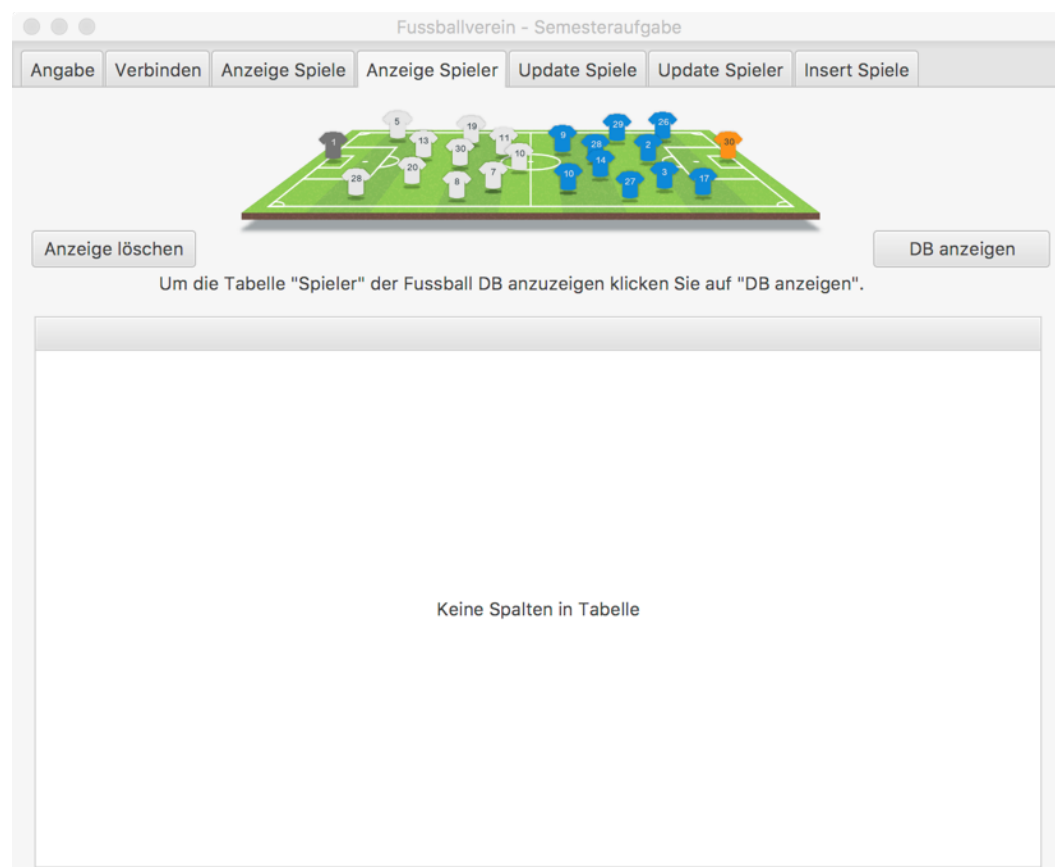 Fussballverein - Semesteraufgabe
Angabe Verbinden Anzeige Spiele Anzeige Spieler Update Spiele Update Spieler Insert Spiele
5 19 29 26
1 13 11 9 28 2 30
30 10 14
28 20 8 7 10 27 3 17
Anzeige löschen DB anzeigen
Um die Tabelle "Spieler" der Fussball DB anzuzeigen klicken Sie auf "DB anzeigen".
Keine Spalten in Tabelle